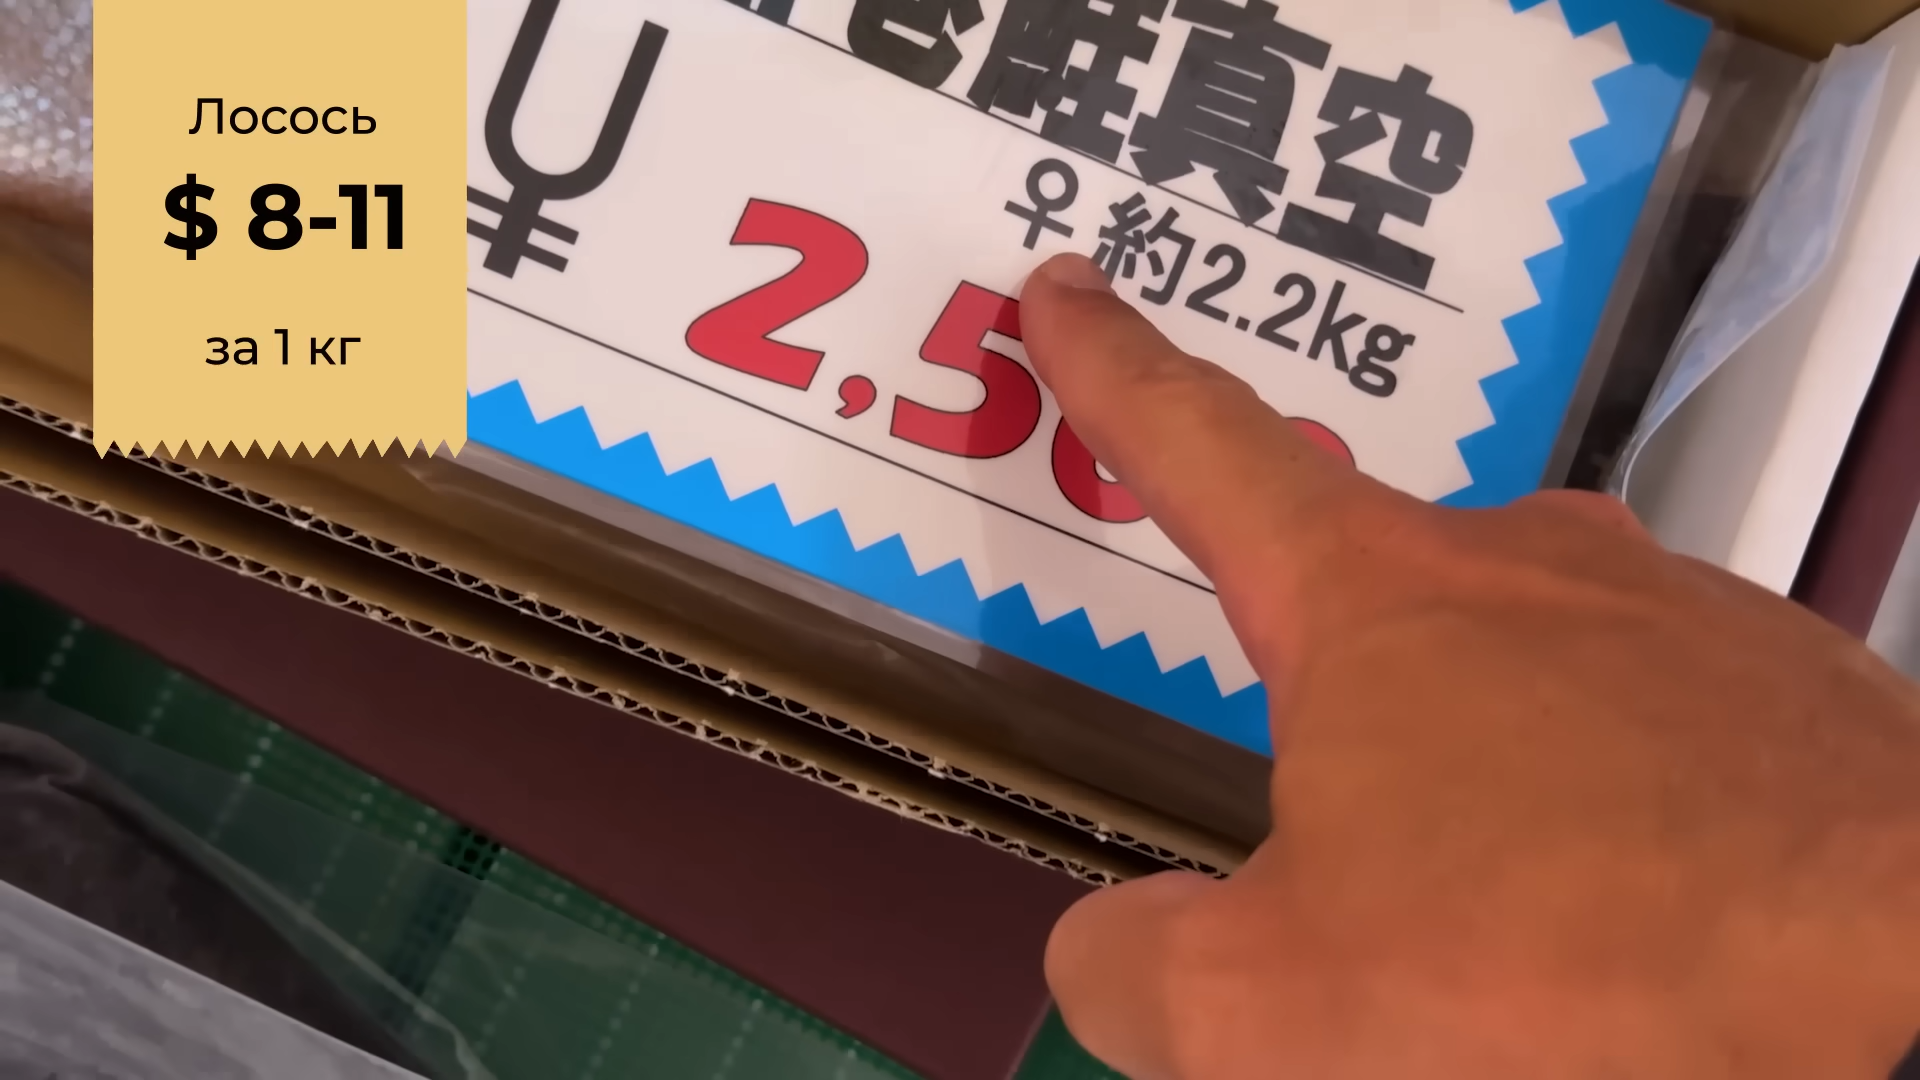 Лосось
$ 8-11
за 1 кг
鮭真空
♀約2.2kg
¥ 2,5